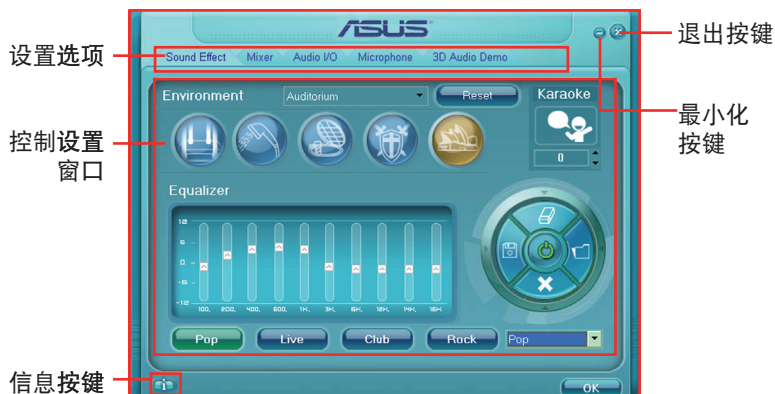 ASUS
退出按键
设置选项
Sound Effect Mixer Audio I/O Microphone 3D Audio Demo
Environment Auditorium Reset Karaoke
最小化
按键
控制设置
窗口
0
Equalizer
12
6
0
-6
-12
100, 200, 400, 600, 1K, 3K, 6K, 12K, 14K, 16K
Pop Live Club Rock Pop
信息按键
i
OK